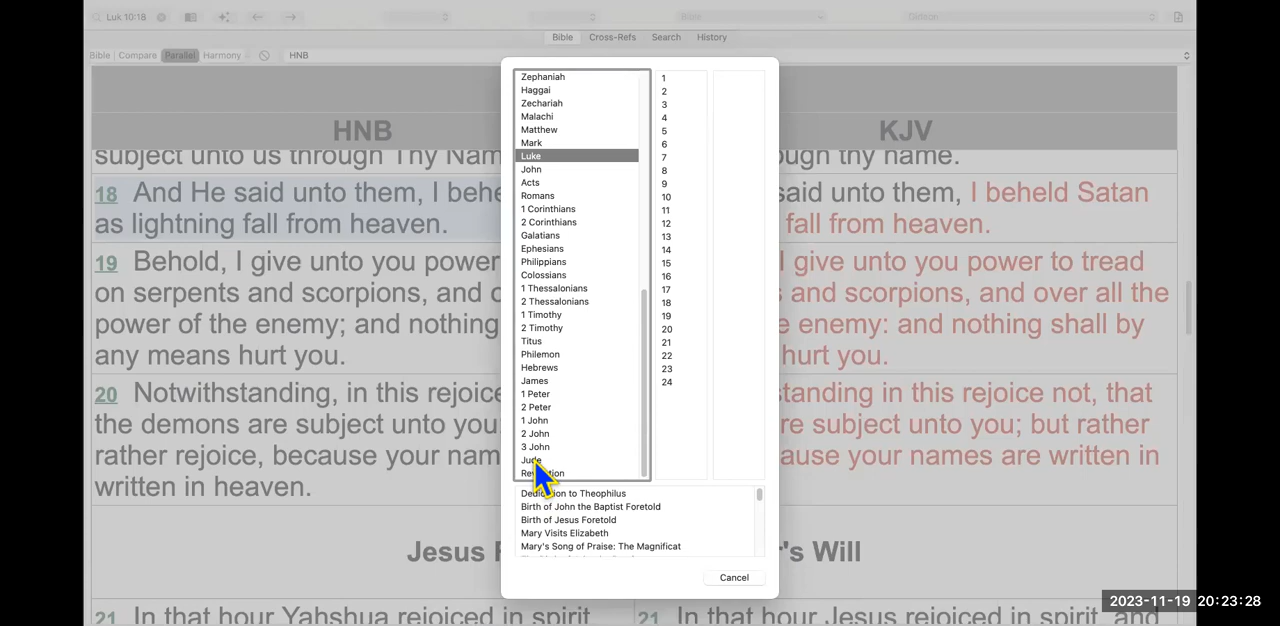 Luk 10:18
Bible
Dictson
Bible Cross-Refs Search History
Bible Compare Parallel Harmony HNB
HNB KJV
subject unto us through Thy Nam
ough thy name.
18 And He said unto them, I behe
as lightning fall from heaven.
said unto them, I beheld Satan
fall from heaven.
19 Behold, I give unto you power
on serpents and scorpions, and o
power of the enemy; and nothing
any means hurt you.
I give unto you power to tread
s and scorpions, and over all the
e enemy: and nothing shall by
hurt you.
20 Notwithstanding, in this rejoice
the demons are subject unto you:
rather rejoice, because your nam
written in heaven.
standing in this rejoice not, that
re subject unto you; but rather
ause your names are written in
Jesus
r's Will
21 In that hour Yahshua rejoiced in spirit
21 In that hour Jesus rejoiced in spirit, and
Zephaniah
Haggai
Zechariah
Malachi
Matthew
Mark
Luke
John
Acts
Romans
1 Corinthians
2 Corinthians
Galatians
Ephesians
Philippians
Colossians
1 Thessalonians
2 Thessalonians
1 Timothy
2 Timothy
Titus
Philemon
Hebrews
James
1 Peter
2 Peter
1 John
2 John
3 John
Jude
1
2
3
4
5
6
7
8
9
10
11
12
13
14
15
16
17
18
19
20
21
22
23
24
to Theophilus
Birth of John the Baptist Foretold
Birth of Jesus Foretold
Mary Visits Elizabeth
Mary's Song of Praise: The Magnificat
Cancel
2023-11-19 20:23:28